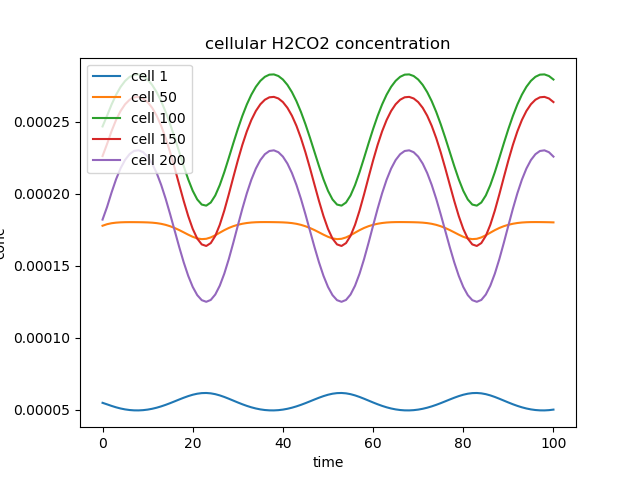 cellular H2CO2 concentration
cell 1
cell 50
cell 100
cell 150
cell 200
0.00025
0.00020
0.00015
0.00010
0.00005
conc
0 20 40 60 80 100
time